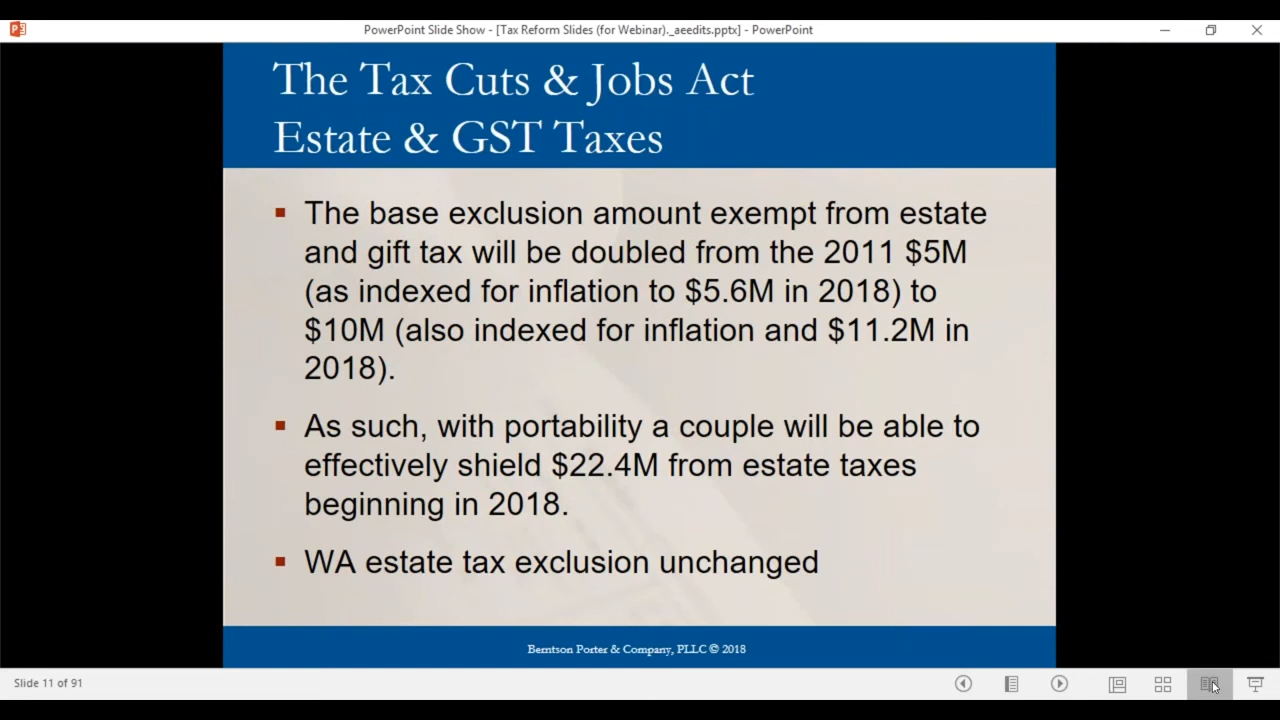 PowerPoint Slide Show - [Tax Reform Slides (for Webinar)._aeedits.pptx] - PowerPoint
The Tax Cuts & Jobs Act
Estate & GST Taxes
The base exclusion amount exempt from estate
and gift tax will be doubled from the 2011 $5M
(as indexed for inflation to $5.6M in 2018) to
$10M (also indexed for inflation and $11.2M in
2018).
As such, with portability a couple will be able to
effectively shield $22.4M from estate taxes
beginning in 2018.
WA estate tax exclusion unchanged
Berntson Porter & Company, PLLC © 2018
Slide 11 of 91